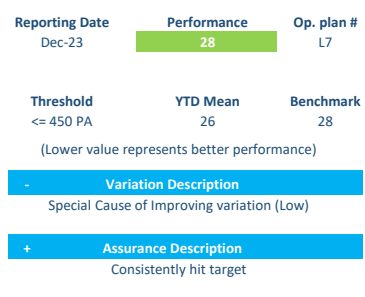 Reporting Date Performance Op. plan #
Dec-23 28 L7
Threshold YTD Mean Benchmark
<= 450 PA 26 28
(Lower value represents better performance)
- Variation Description
Special Cause of Improving variation (Low)
+ Assurance Description
Consistently hit target